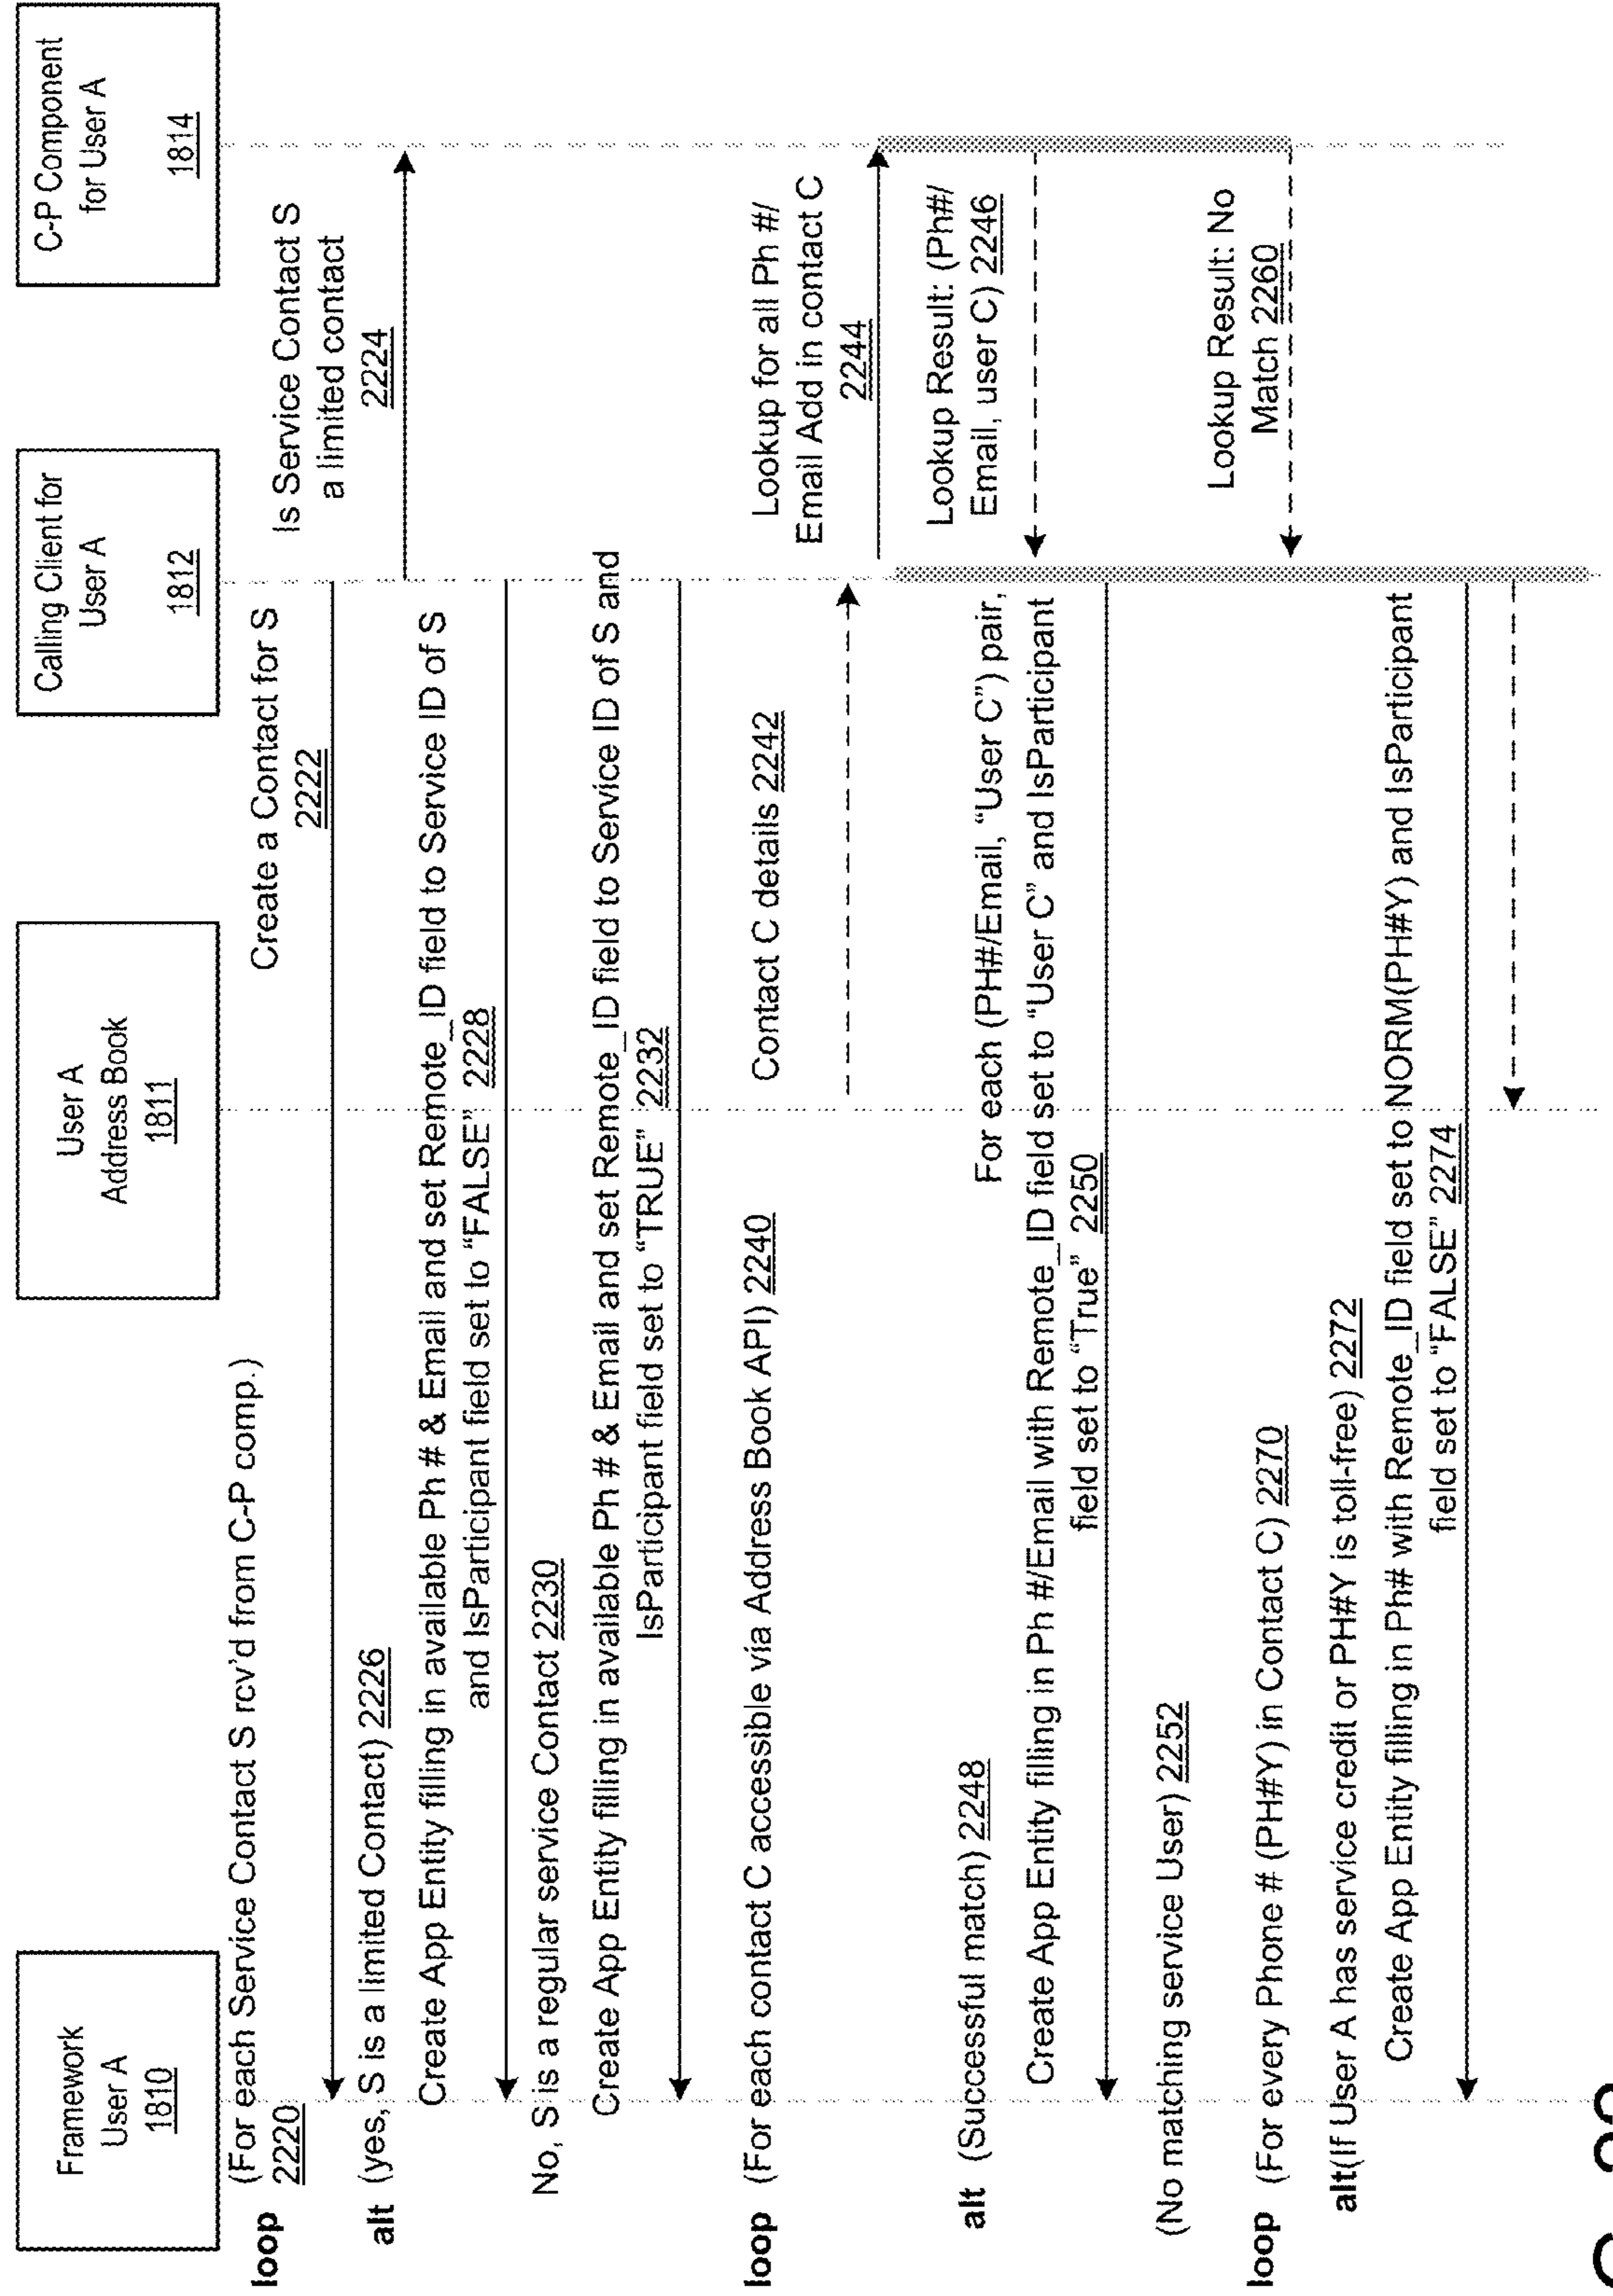 Framework
User A
1810
User A
Address Book
1811
Calling Client for
User A
1812
C-P Component
for User A
1814
loop
(For each Service Contact S rcv'd from C-P comp.)
2220
Create a Contact for S
2222
Is Service Contact S
a limited contact
2224
alt (yes, S is a limited Contact) 2226
Create App Entity filling in available Ph # & Email and set Remote_ID field to Service ID of S
and IsParticipant field set to “FALSE” 2228
No, S is a regular service Contact 2230
Create App Entity filling in available Ph # & Email and set Remote_ID field to Service ID of S and
IsParticipant field set to “TRUE” 2232
loop (For each contact C accessible via Address Book API) 2240
Contact C details 2242
Lookup for all Ph #/
Email Add in contact C
2244
Lookup Result: (Ph#/
Email, user C) 2246
alt (Successful match) 2248
For each (PH#/Email, “User C”) pair,
Create App Entity filling in Ph #/Email with Remote_ID field set to “User C” and IsParticipant
field set to “True” 2250
(No matching service User) 2252
Lookup Result: No
Match 2260
loop (For every Phone # (PH#Y) in Contact C) 2270
alt(If User A has service credit or PH#Y is toll-free) 2272
Create App Entity filling in Ph# with Remote_ID field set to NORM(PH#Y) and IsParticipant
field set to “FALSE” 2274